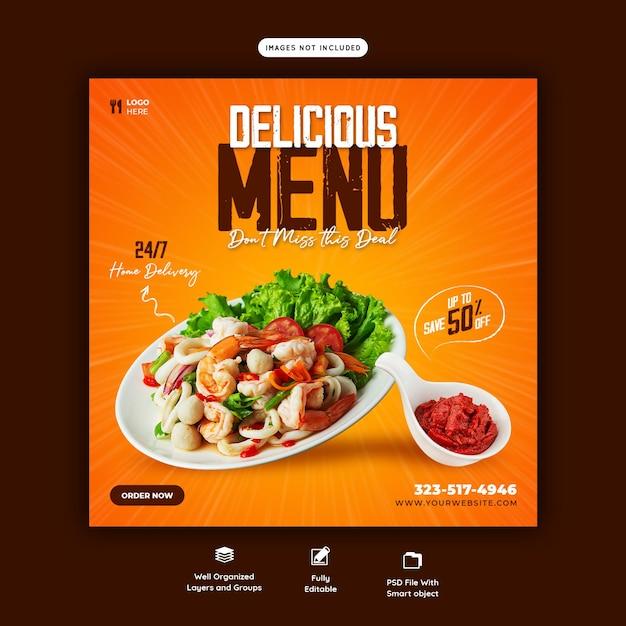 IMAGES NOT INCLUDED
LOGO
HERE
DELICIOUS
MENU
Don't Miss this Deal
24/7
Home Delivery
UP TO
SAVE 50% OFF
ORDER NOW
323-517-4946
WWW.YOURWEBSITE.COM
Well Organized
Layers and Groups
Fully
Editable
PSD File With
Smart object